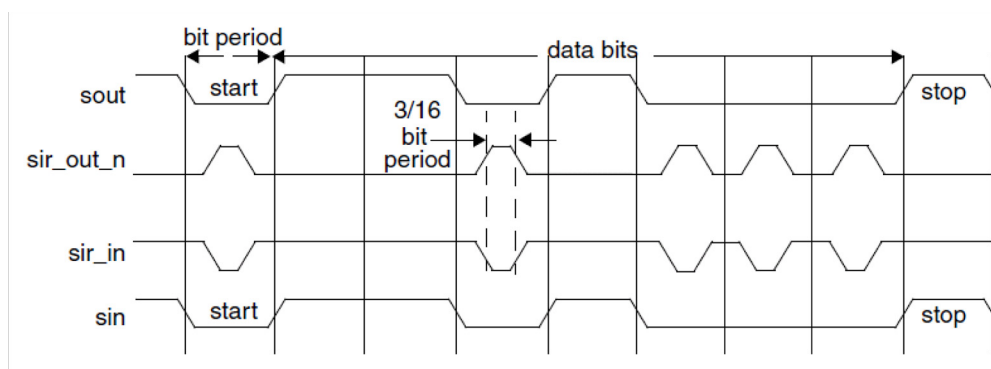 bit period
data bits
sout
start
stop
3/16
bit
period
sir_out_n
sir_in
sin
start
stop